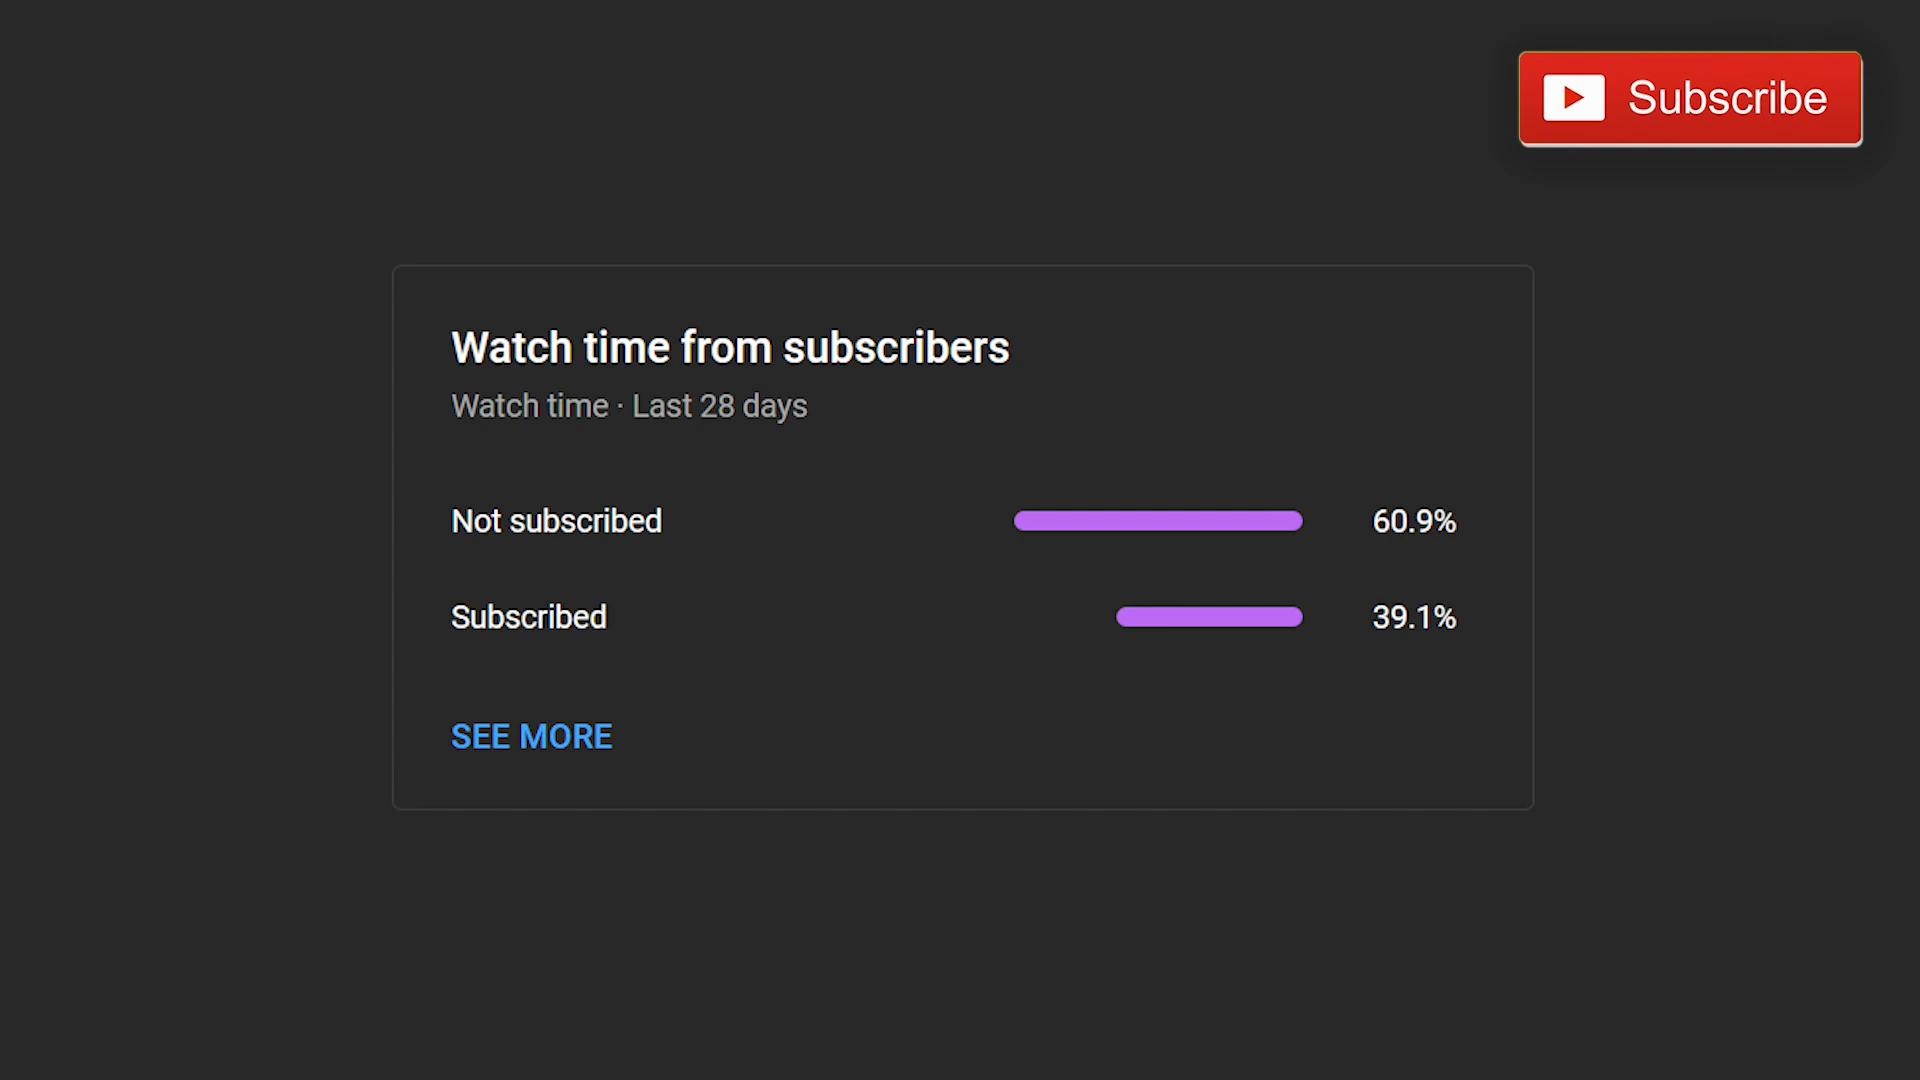 Subscribe
Watch time from subscribers
Watch time · Last 28 days
Not subscribed 60.9%
Subscribed 39.1%
SEE MORE